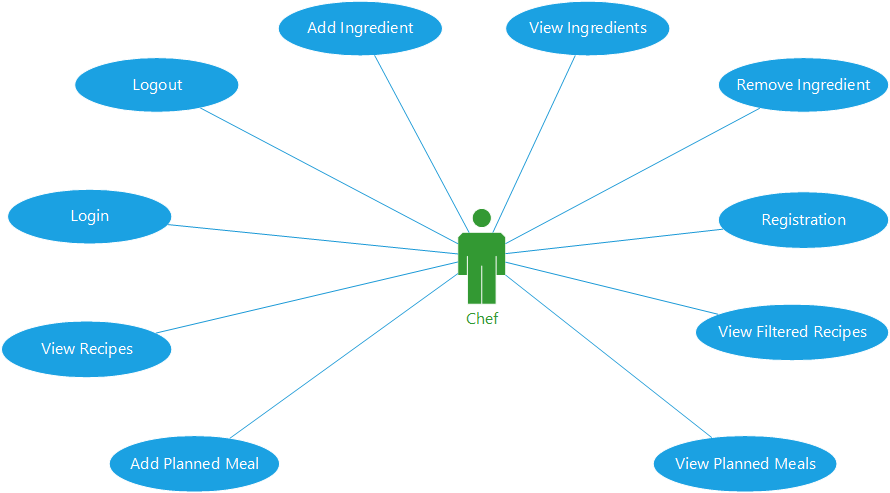 Add Ingredient
View Ingredients
Logout
Remove Ingredient
Login
Registration
Chef
View Filtered Recipes
View Recipes
Add Planned Meal
View Planned Meals